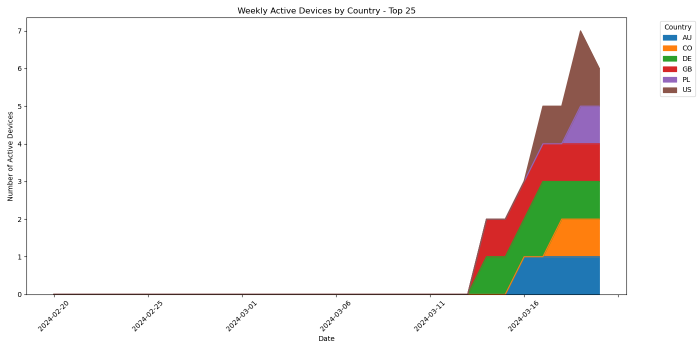 Weekly Active Devices by Country - Top 25
Number of Active Devices
7
6
5
4
3
2
1
0
2024-02-20
2024-02-25
2024-03-01
2024-03-06
2024-03-11
2024-03-16
Date
Country
AU
CO
DE
GB
PL
US